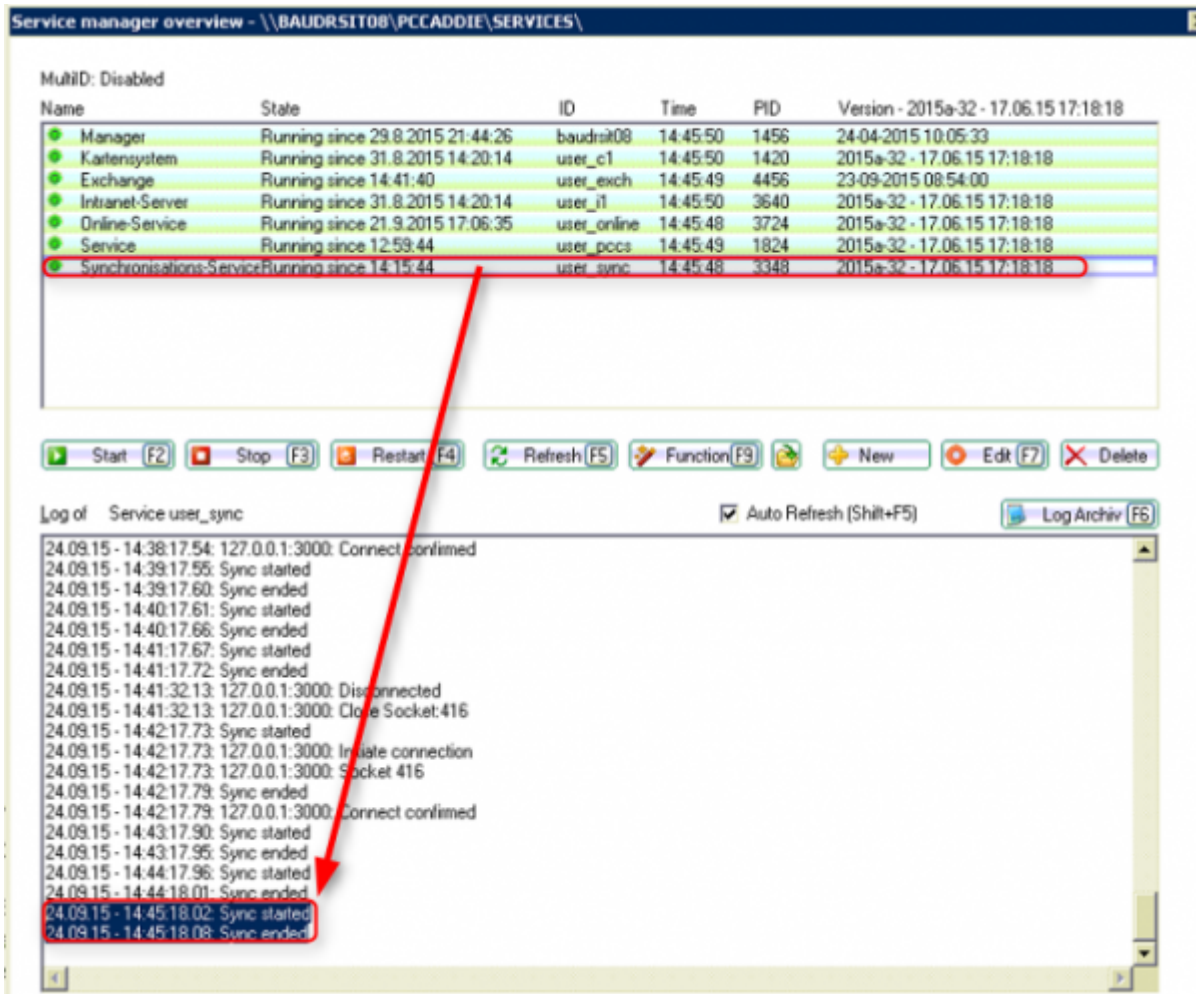 Service manager overview - \\BAUDRSIT08\PCCADDIE\SERVICES\
MultiID: Disabled
Name State ID Time PID Version - 2015a-32 - 17.06.15 17:18:18
Manager Running since 29.8.2015 21:44:26 baudrsit08 14:45:50 1456 24-04-2015 10:05:33
Kartensystem Running since 31.8.2015 14:20:14 user_c1 14:45:50 1420 2015a-32 - 17.06.15 17:18:18
Exchange Running since 14:41:40 user_exch 14:45:49 4456 23-09-2015 08:54:00
Intranet-Server Running since 31.8.2015 14:20:14 user_i1 14:45:50 3640 2015a-32 - 17.06.15 17:18:18
Online-Service Running since 21.9.2015 17:06:35 user_online 14:45:48 3724 2015a-32 - 17.06.15 17:18:18
Service Running since 12:59:44 user_pccs 14:45:49 1824 2015a-32 - 17.06.15 17:18:18
Synchronisations-Service Running since 14:15:44 user_sync 14:45:48 3348 2015a-32 - 17.06.15 17:18:18
Start F2 Stop F3 Restart F4 Refresh F5 Function F9 New Edit F7 Delete
Log of Service user_sync Auto Refresh (Shift+F5) Log Archiv F6
24.09.15 - 14:38:17.54: 127.0.0.1:3000: Connect confirmed
24.09.15 - 14:39:17.55: Sync started
24.09.15 - 14:39:17.60: Sync ended
24.09.15 - 14:40:17.61: Sync started
24.09.15 - 14:40:17.66: Sync ended
24.09.15 - 14:41:17.67: Sync started
24.09.15 - 14:41:17.72: Sync ended
24.09.15 - 14:41:32.13: 127.0.0.1:3000: Disconnected
24.09.15 - 14:41:32.13: 127.0.0.1:3000: Close Socket:416
24.09.15 - 14:42:17.73: Sync started
24.09.15 - 14:42:17.73: 127.0.0.1:3000: Initiate connection
24.09.15 - 14:42:17.73: 127.0.0.1:3000: Socket 416
24.09.15 - 14:42:17.79: Sync ended
24.09.15 - 14:42:17.79: 127.0.0.1:3000: Connect confirmed
24.09.15 - 14:43:17.90: Sync started
24.09.15 - 14:43:17.95: Sync ended
24.09.15 - 14:44:17.96: Sync started
24.09.15 - 14:44:18.01: Sync ended
24.09.15 - 14:45:18.02: Sync started
24.09.15 - 14:45:18.08: Sync ended